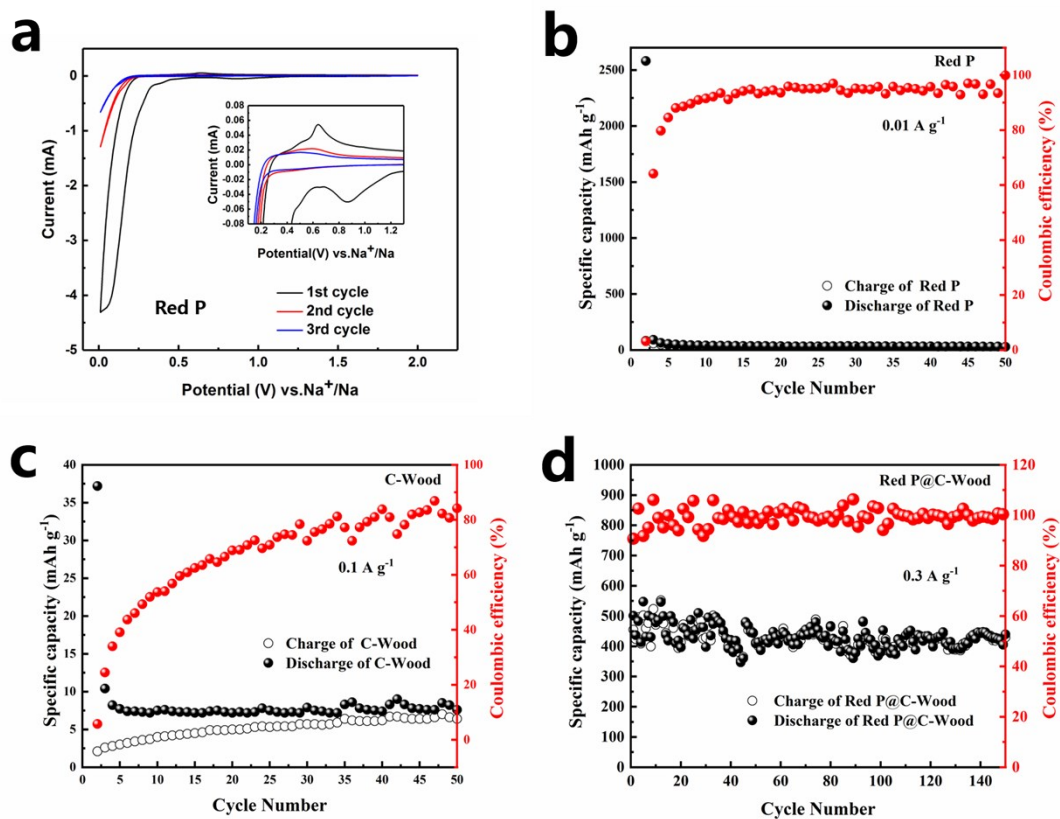 a
0
-1
-2
-3
-4
-5
Current (mA)
0.08
0.06
0.04
0.02
0.00
-0.02
-0.04
-0.06
-0.08
Current (mA)
0.2 0.4 0.6 0.8 1.0 1.2
Potential(V) vs.Na+/Na
Red P
1st cycle
2nd cycle
3rd cycle
0.0 0.5 1.0 1.5 2.0
Potential (V) vs.Na+/Na
b
Red P
0.01 A g-1
2500
2000
1500
1000
500
0
Specific capacity (mAh g-1)
100
80
60
40
20
0
Coulombic efficiency (%)
Charge of Red P
Discharge of Red P
0 5 10 15 20 25 30 35 40 45 50
Cycle Number
c
C-Wood
0.1 A g-1
40
35
30
25
20
15
10
5
0
Specific capacity (mAh g-1)
100
80
60
40
20
0
Coulombic efficiency (%)
Charge of C-Wood
Discharge of C-Wood
0 5 10 15 20 25 30 35 40 45 50
Cycle Number
d
Red P@C-Wood
0.3 A g-1
1000
900
800
700
600
500
400
300
200
100
0
Specific capacity (mAh g-1)
120
100
80
60
40
20
0
Coulombic efficiency (%)
Charge of Red P@C-Wood
Discharge of Red P@C-Wood
0 20 40 60 80 100 120 140
Cycle Number